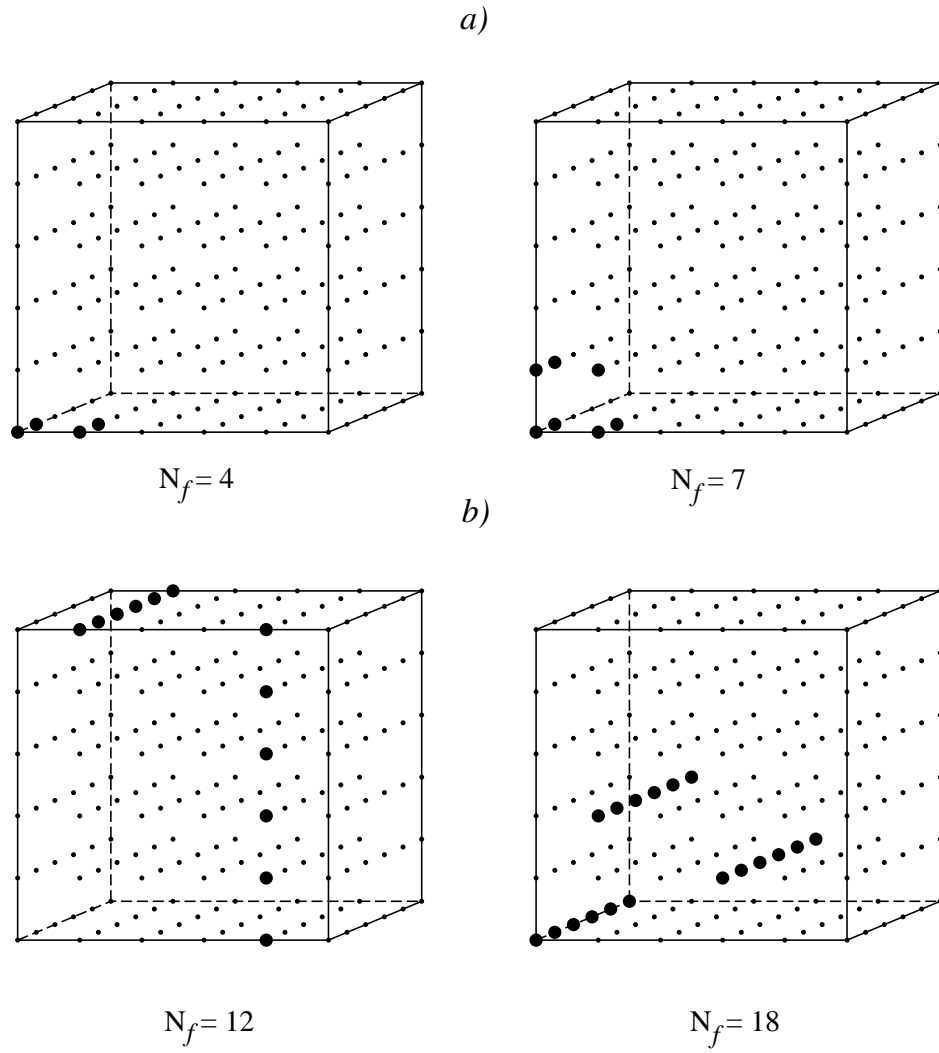 a)
N_f = 4
N_f = 7
b)
N_f = 12
N_f = 18